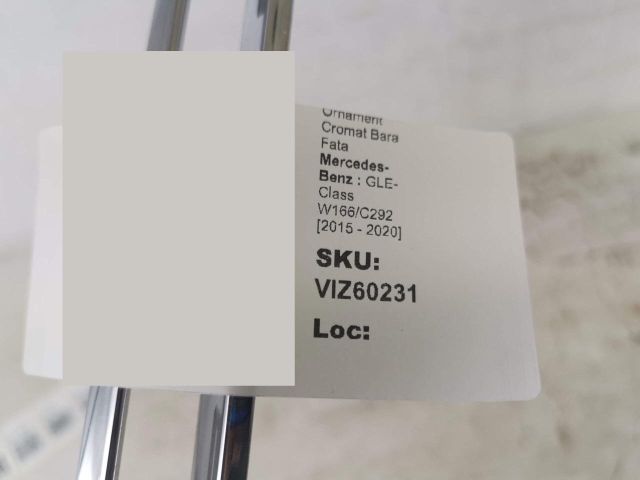 Ornament
Cromat Bara
Fata
Mercedes-
Benz : GLE-
Class
W166/C292
[2015 - 2020]
SKU:
VIZ60231
Loc: